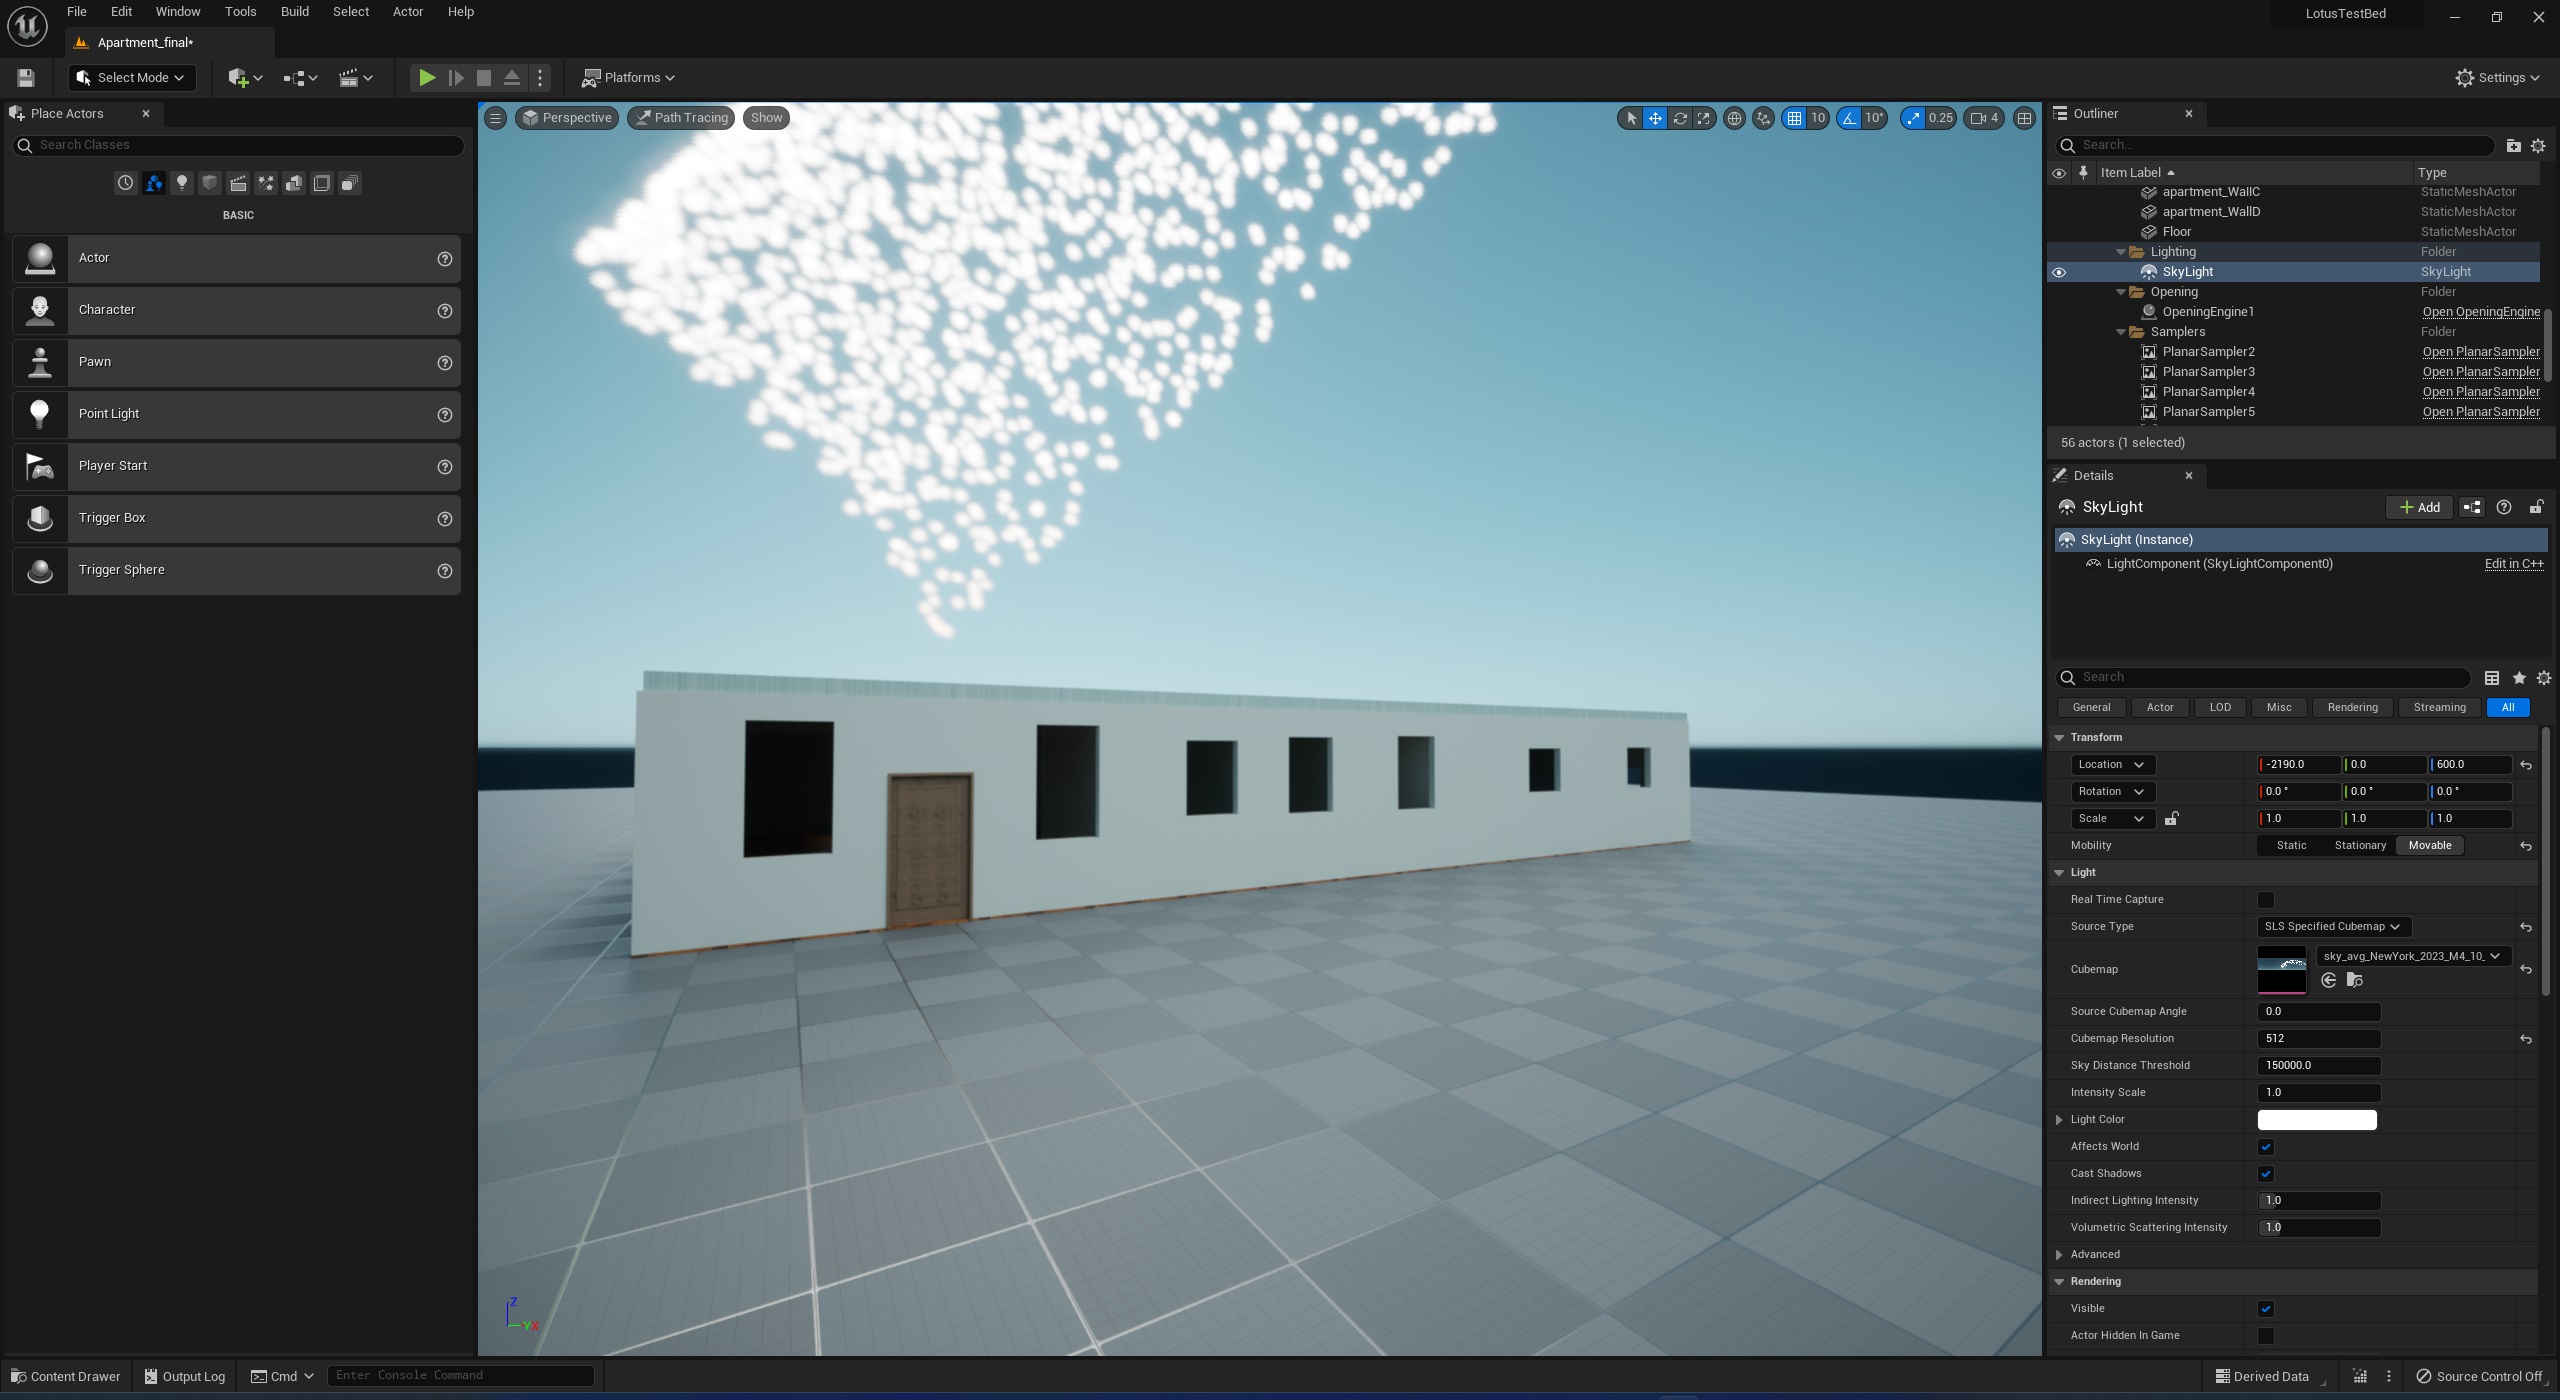 File Edit Window Tools Build Select Actor Help
LotusTestBed
Apartment_final*
Select Mode
Platforms
Settings
Place Actors
Search Classes
BASIC
Actor
Character
Pawn
Point Light
Player Start
Trigger Box
Trigger Sphere
Perspective Path Tracing Show
10 10° 0.25 4
Z
Y X
Outliner
Search...
Item Label Type
apartment_WallC StaticMeshActor
apartment_WallD StaticMeshActor
Floor StaticMeshActor
Lighting Folder
SkyLight SkyLight
Opening Folder
OpeningEngine1 Open OpeningEngine
Samplers Folder
PlanarSampler2 Open PlanarSampler
PlanarSampler3 Open PlanarSampler
PlanarSampler4 Open PlanarSampler
PlanarSampler5 Open PlanarSampler
56 actors (1 selected)
Details
SkyLight
Add
SkyLight (Instance)
LightComponent (SkyLightComponent0) Edit in C++
Search
General Actor LOD Misc Rendering Streaming All
Transform
Location -2190.0 0.0 600.0
Rotation 0.0 ° 0.0 ° 0.0 °
Scale 1.0 1.0 1.0
Mobility Static Stationary Movable
Light
Real Time Capture
Source Type SLS Specified Cubemap
Cubemap sky_avg_NewYork_2023_M4_10_
Source Cubemap Angle 0.0
Cubemap Resolution 512
Sky Distance Threshold 150000.0
Intensity Scale 1.0
Light Color
Affects World
Cast Shadows
Indirect Lighting Intensity 1.0
Volumetric Scattering Intensity 1.0
Advanced
Rendering
Visible
Actor Hidden In Game
Content Drawer Output Log Cmd Enter Console Command
Derived Data Source Control Off